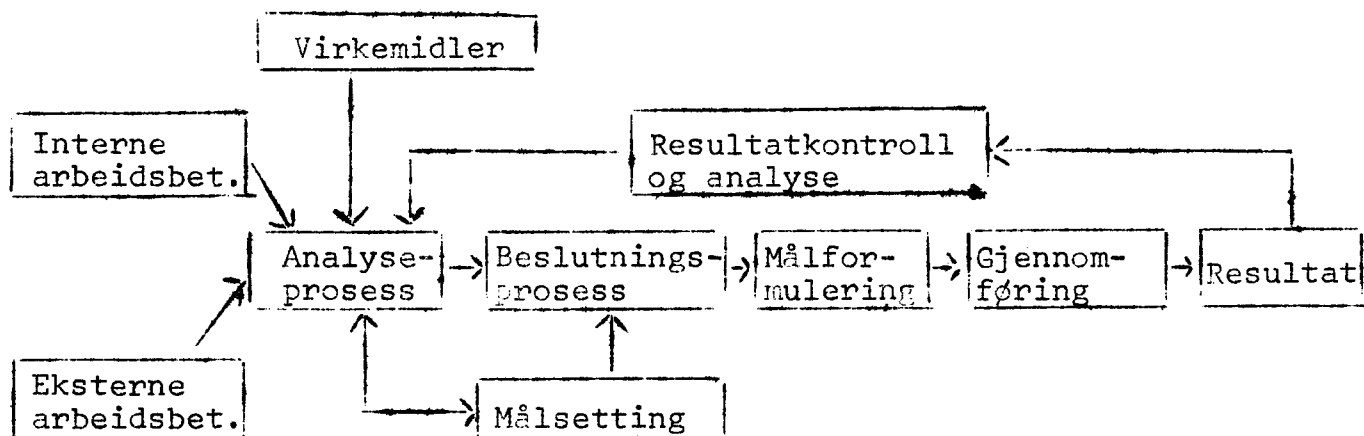 Virkemidler
Interne
arbeidsbet.
Resultatkontroll
og analyse
Analyse-
prosess
Beslutnings-
prosess
Målfor-
mulering
Gjennom-
føring
Resultat
Eksterne
arbeidsbet.
Målsetting